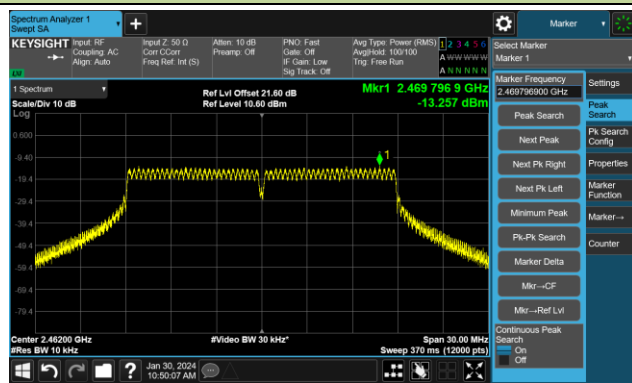 Spectrum Analyzer 1
Swept SA
Marker
KEYSIGHT
Input: RF
Coupling: AC
Align: Auto
Input Z: 50 Ω
Corr CCorr
Freq Ref: Int (S)
Atten: 10 dB
Preamp: Off
PNO: Fast
Gate: Off
IF Gain: Low
Sig Track: Off
Avg Type: Power (RMS)
Avg|Hold: 100/100
Trig: Free Run
1 2 3 4 5 6
A W W W W W
A N N N N N
Select Marker
Marker 1
LV
1 Spectrum
Scale/Div 10 dB
Log
Ref Lvl Offset 21.60 dB
Ref Level 10.60 dBm
Mkr1 2.469 796 9 GHz
-13.257 dBm
0.600
-9.40
-19.4
-29.4
-39.4
-49.4
-59.4
-69.4
-79.4
1
Center 2.46200 GHz
#Res BW 10 kHz
#Video BW 30 kHz*
Span 30.00 MHz
Sweep 370 ms (12000 pts)
Marker Frequency
2.469796900 GHz
Peak Search
Next Peak
Next Pk Right
Next Pk Left
Minimum Peak
Pk-Pk Search
Marker Delta
Mkr→CF
Mkr→Ref Lvl
Continuous Peak
Search
On
Off
Settings
Peak
Search
Pk Search
Config
Properties
Marker
Function
Marker→
Counter
Jan 30, 2024
10:50:07 AM